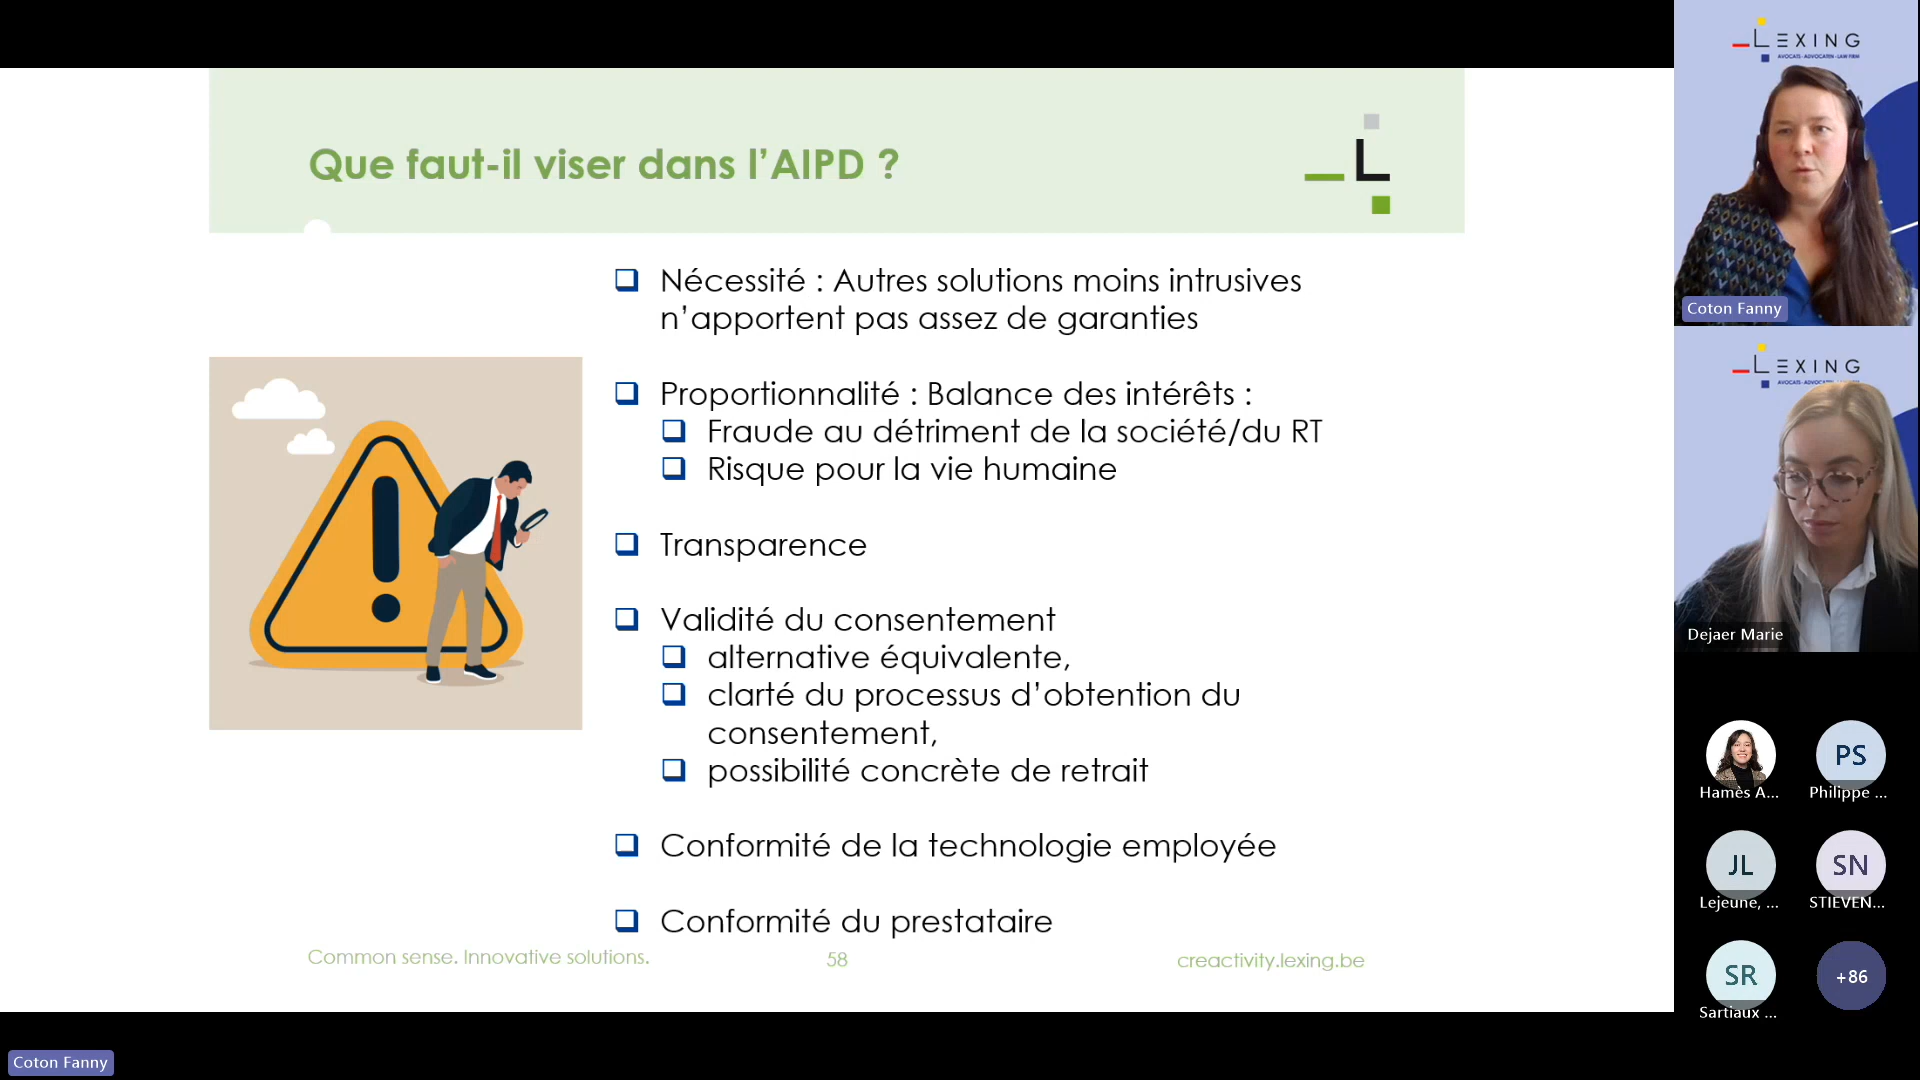 Que faut-il viser dans l’AIPD ?
L
Nécessité : Autres solutions moins intrusives
n’apportent pas assez de garanties
Proportionnalité : Balance des intérêts :
Fraude au détriment de la société/du RT
Risque pour la vie humaine
Transparence
Validité du consentement
alternative équivalente,
clarté du processus d’obtention du
consentement,
possibilité concrète de retrait
Conformité de la technologie employée
Conformité du prestataire
Common sense. Innovative solutions.
58
creactivity.lexing.be
LEXING
AVOCATS - ADVOCATEN - LAW FIRM
Coton Fanny
LEXING
Dejaer Marie
Hamès A...
PS
Philippe ...
JL
Lejeune, ...
SN
STIEVEN...
SR
Sartiaux ...
+86
Coton Fanny